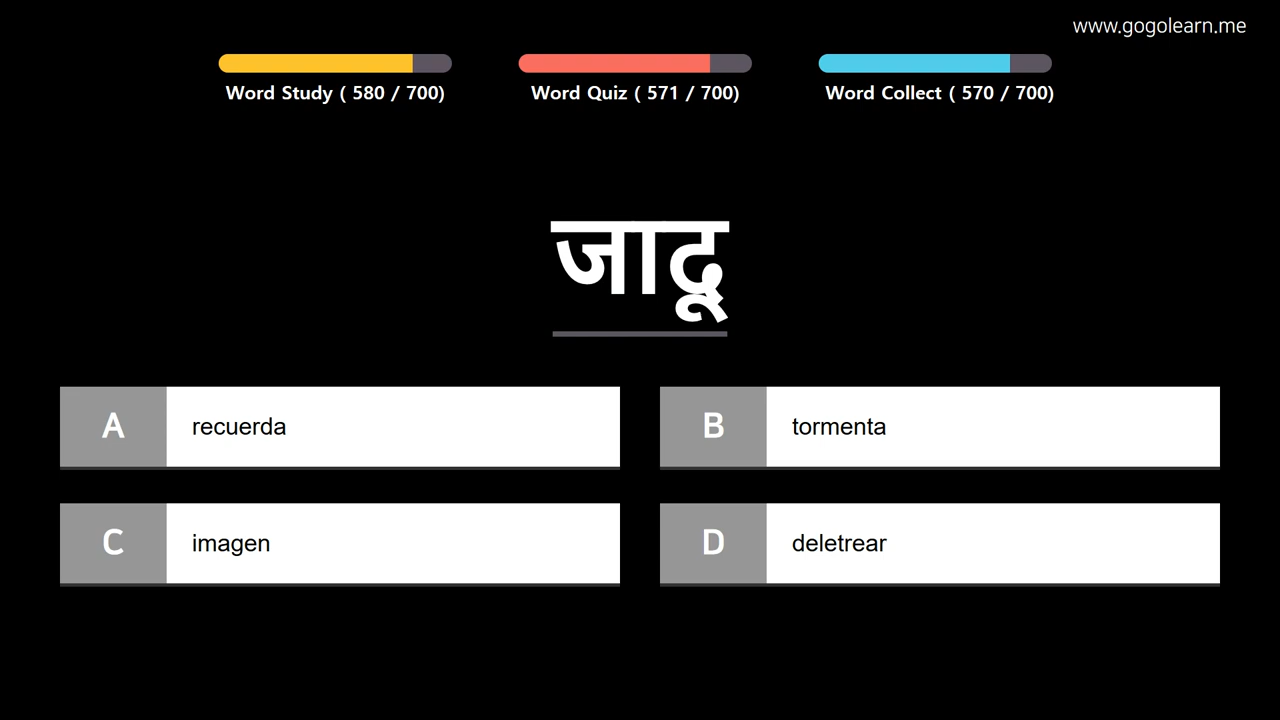 www.gogolearn.me
Word Study ( 580 / 700)
Word Quiz ( 571 / 700)
Word Collect ( 570 / 700)
जादू
A recuerda
B tormenta
C imagen
D deletrear